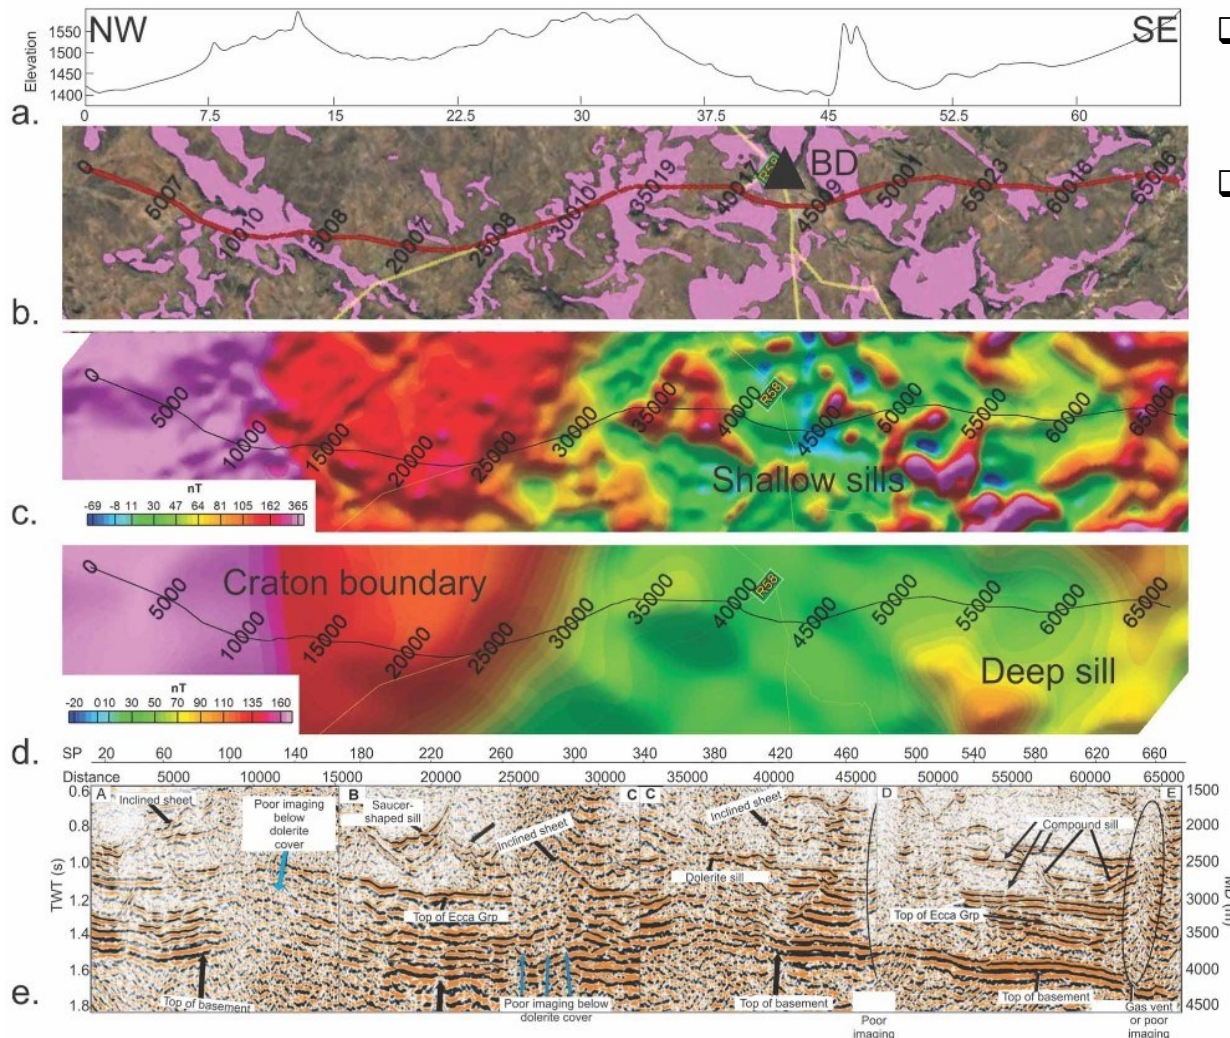 NW
SE
Elevation
1550
1500
1450
1400
0 7.5 15 22.5 30 37.5 45 52.5 60
a.
BD
R58
0 5007 10010 15008 20007 25008 30010 35019 40017 45009 50001 55023 60016 65006
b.
0 5000 10000 15000 20000 25000 30000 35000 40000 45000 50000 55000 60000 65000
R58
Shallow sills
nT
-69 -8 11 30 47 64 81 105 162 365
c.
0 5000 10000 15000 20000 25000 30000 35000 40000 45000 50000 55000 60000 65000
R58
Craton boundary
Deep sill
nT
-20 0 10 30 50 70 90 110 135 160
d.
SP 20 60 100 140 180 220 260 300 340 380 420 460 500 540 580 620 660
Distance 5000 10000 15000 20000 25000 30000 35000 40000 45000 50000 55000 60000 65000
A B C C D E
0.6
0.8
1.0
1.2
1.4
1.6
1.8
TWT (s)
1500
2000
2500
3000
3500
4000
4500
Inclined sheet
Poor imaging
below
dolerite
cover
Saucer-
shaped sill
Inclined sheet
Inclined sheet
Compound sill
Dolerite sill
Top of Ecca Grp
Top of Ecca Grp
Top of basement
Poor imaging below
dolerite cover
Top of basement
Top of basement
Poor
imaging
Gas vent
or poor
imaging
e.